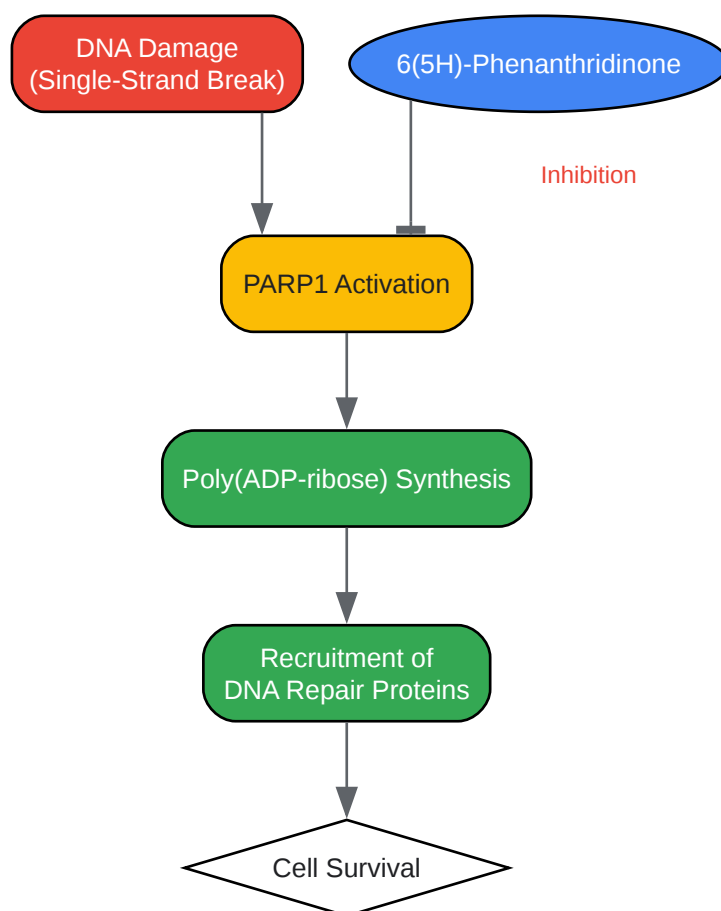 DNA Damage
(Single-Strand Break)
6(5H)-Phenanthridinone
Inhibition
PARP1 Activation
Poly(ADP-ribose) Synthesis
Recruitment of
DNA Repair Proteins
Cell Survival